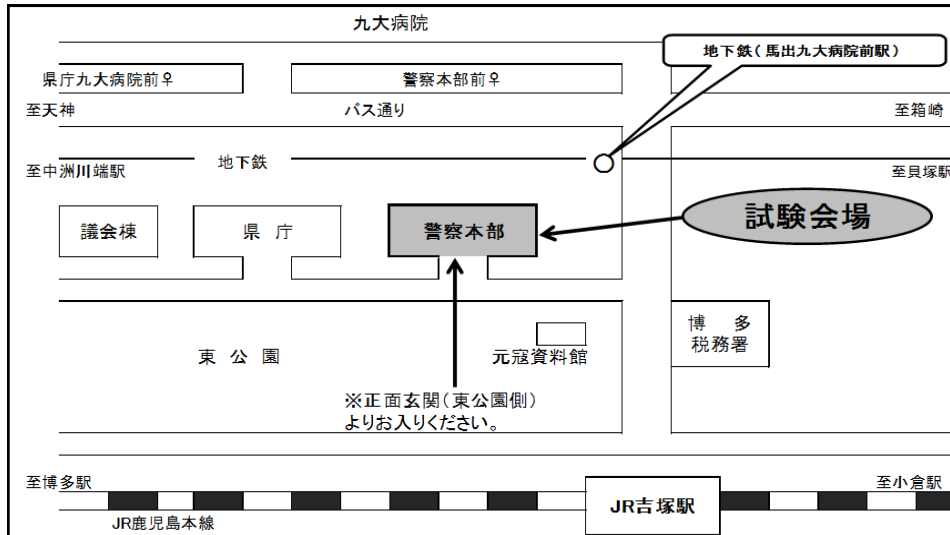 九大病院
地下鉄(馬出九大病院前駅)
県庁九大病院前♀
警察本部前♀
至天神
バス通り
至箱崎
地下鉄
至中洲川端駅
至貝塚駅
議会棟
県 庁
警察本部
試験会場
博 多
税務署
東 公 園
元寇資料館
※正面玄関(東公園側)
よりお入りください。
至博多駅
至小倉駅
JR吉塚駅
JR鹿児島本線